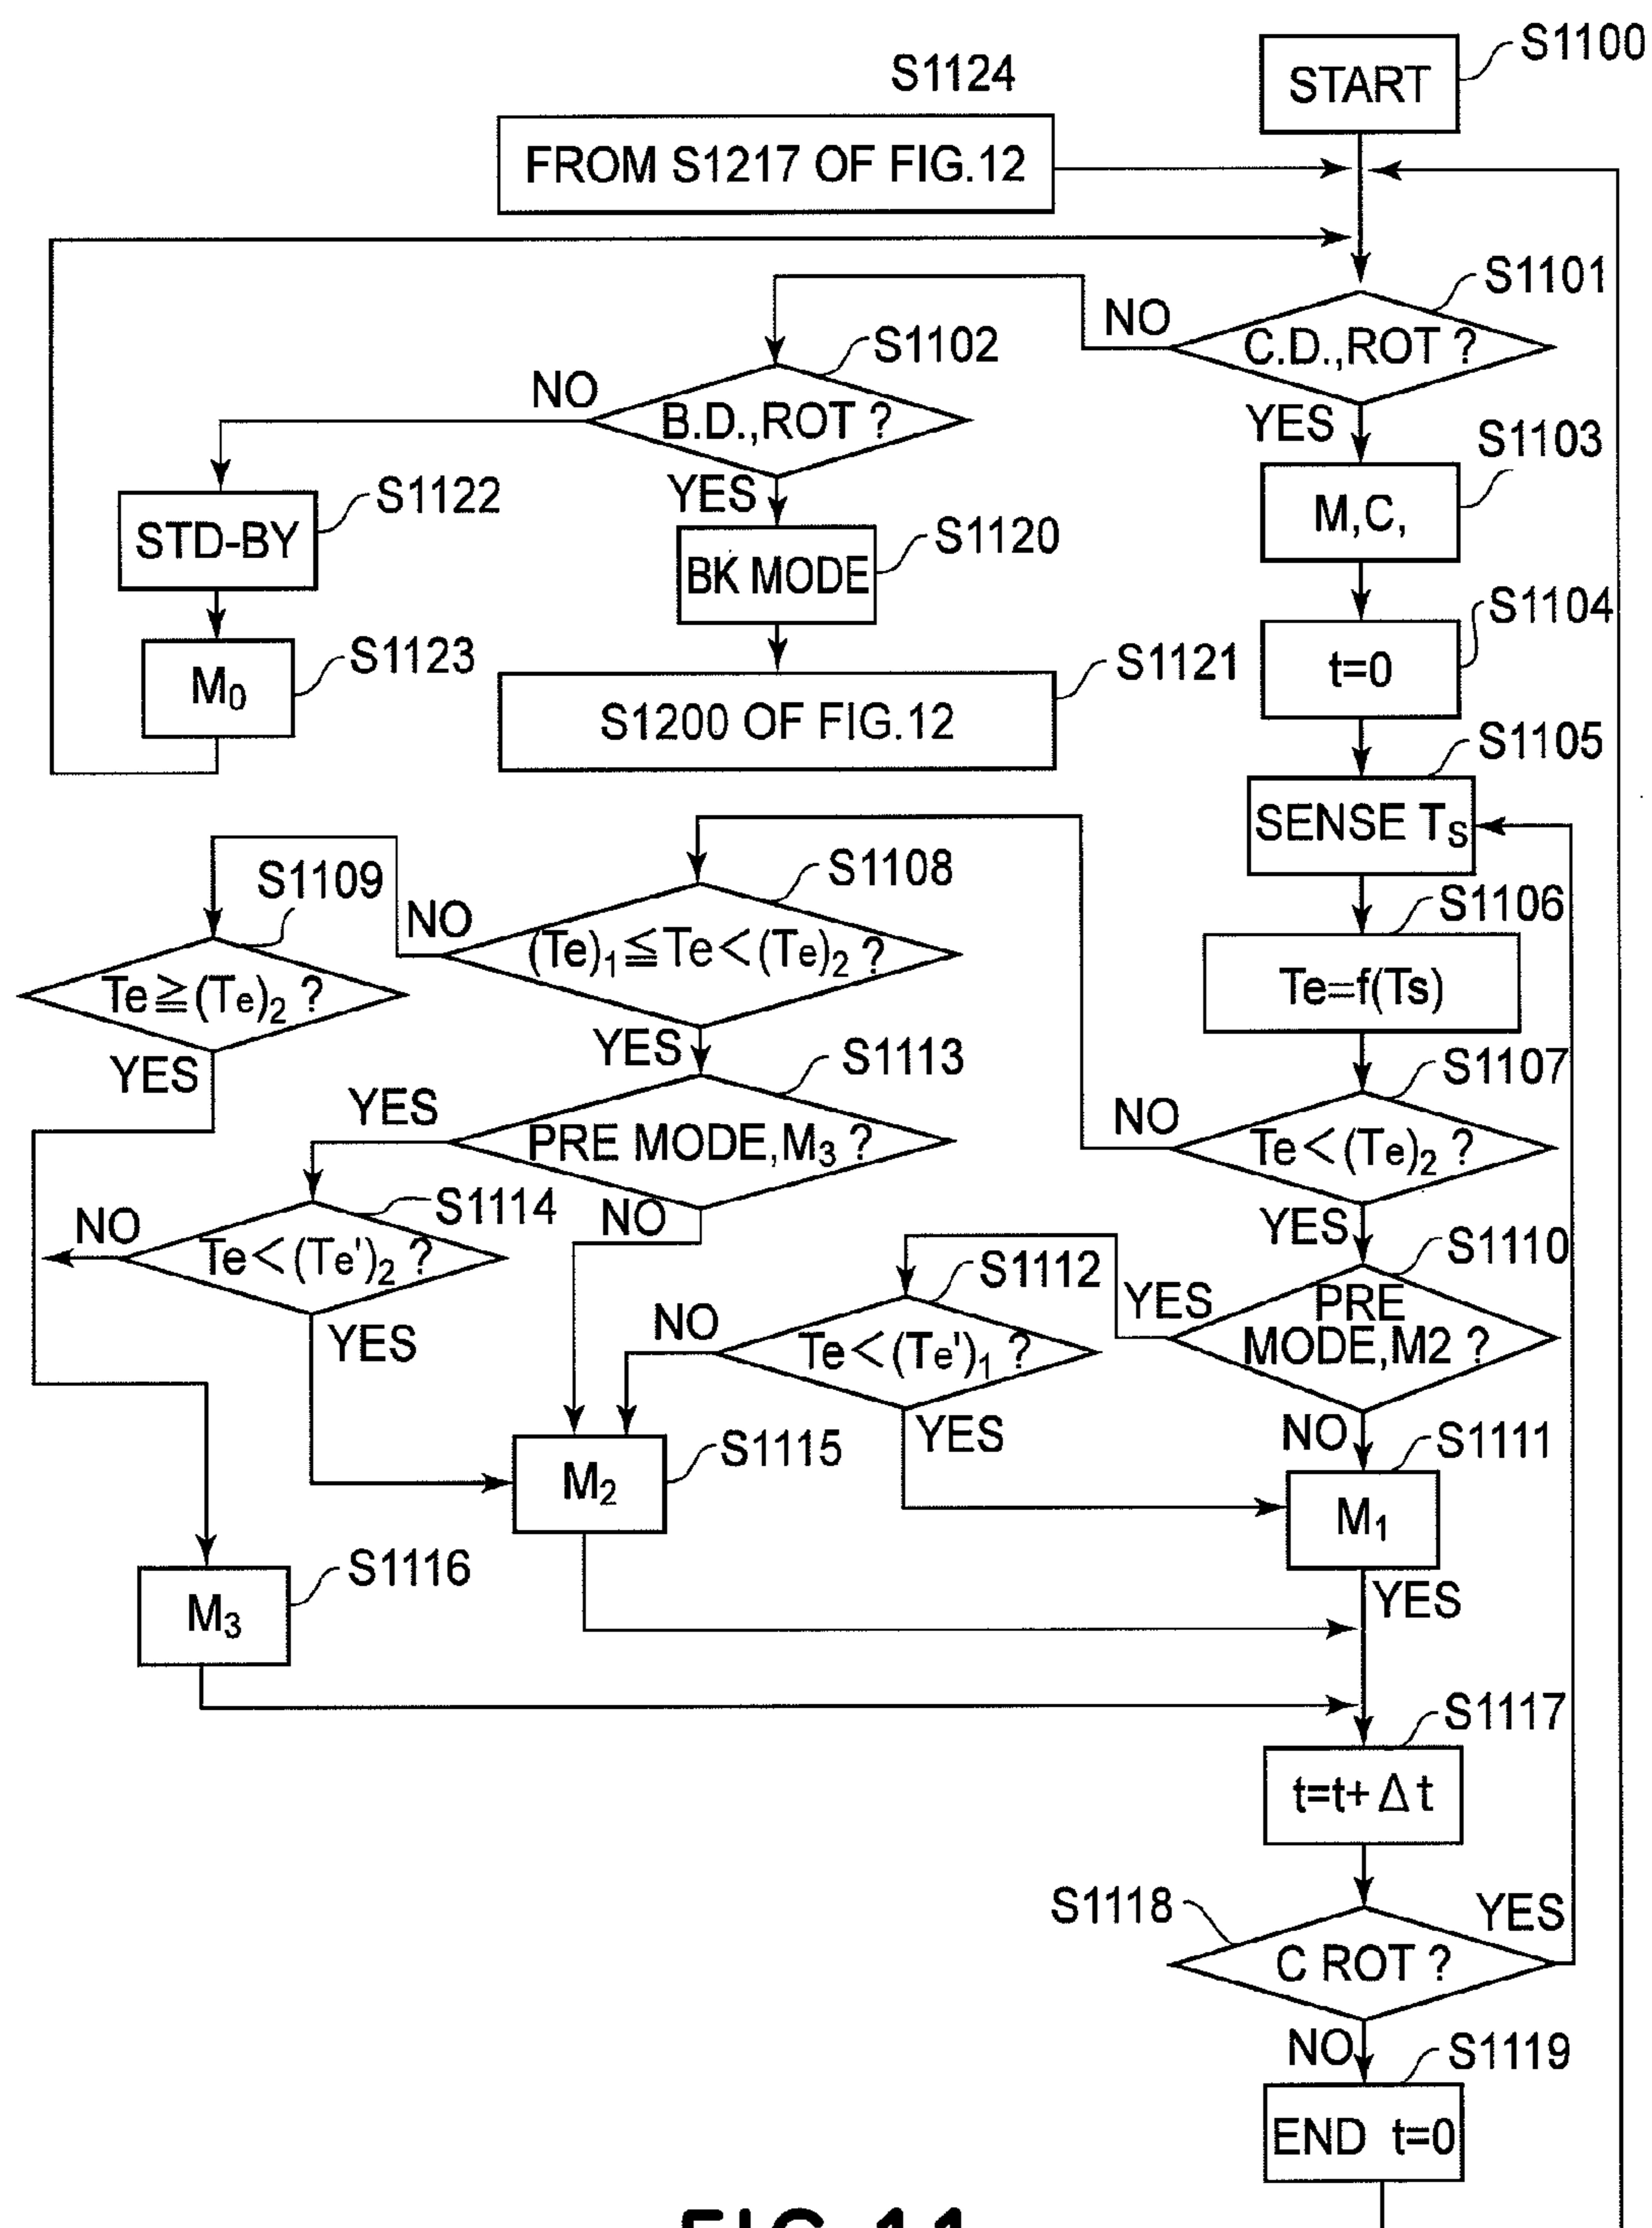 S1100
START
S1124
FROM S1217 OF FIG.12
S1101
C.D.,ROT ?
NO
YES
S1102
B.D.,ROT ?
NO
YES
S1103
M,C,
S1122
STD-BY
S1120
BK MODE
S1104
t=0
S1123
M₀
S1121
S1200 OF FIG.12
S1105
SENSE Tₛ
S1106
Te=f(Ts)
S1107
Te<(Te)₂ ?
NO
YES
S1108
(Te)₁≦Te<(Te)₂ ?
NO
YES
S1109
Te≧(Te)₂ ?
YES
S1113
PRE MODE,M₃ ?
YES
NO
S1114
Te<(Te')₂ ?
NO
YES
S1110
PRE
MODE,M2 ?
YES
NO
S1112
Te<(Te')₁ ?
NO
YES
S1115
M₂
S1111
M₁
YES
S1116
M₃
S1117
t=t+Δt
S1118
C ROT ?
YES
NO
S1119
END t=0